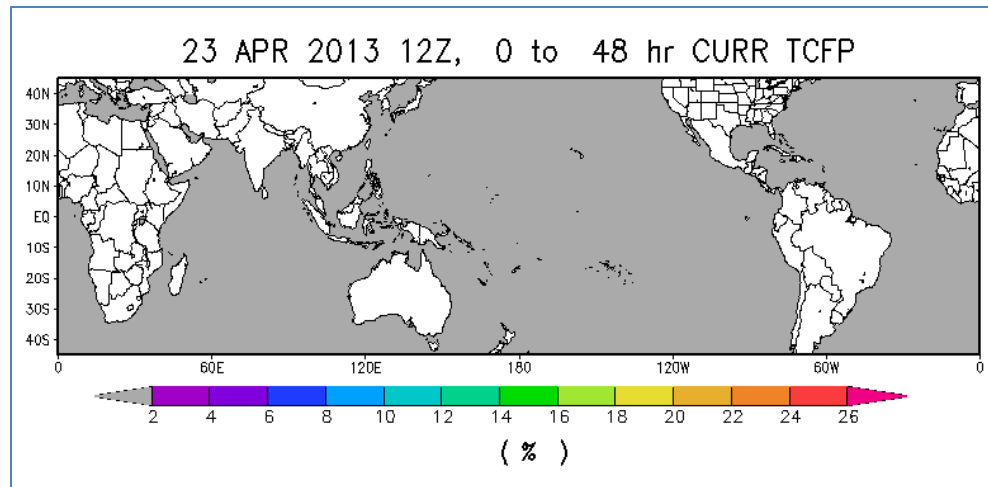 23 APR 2013 12Z, 0 to 48 hr CURR TCFP
40N
30N
20N
10N
EQ
10S
20S
30S
40S
0 60E 120E 180 120W 60W 0
2 4 6 8 10 12 14 16 18 20 22 24 26
( % )